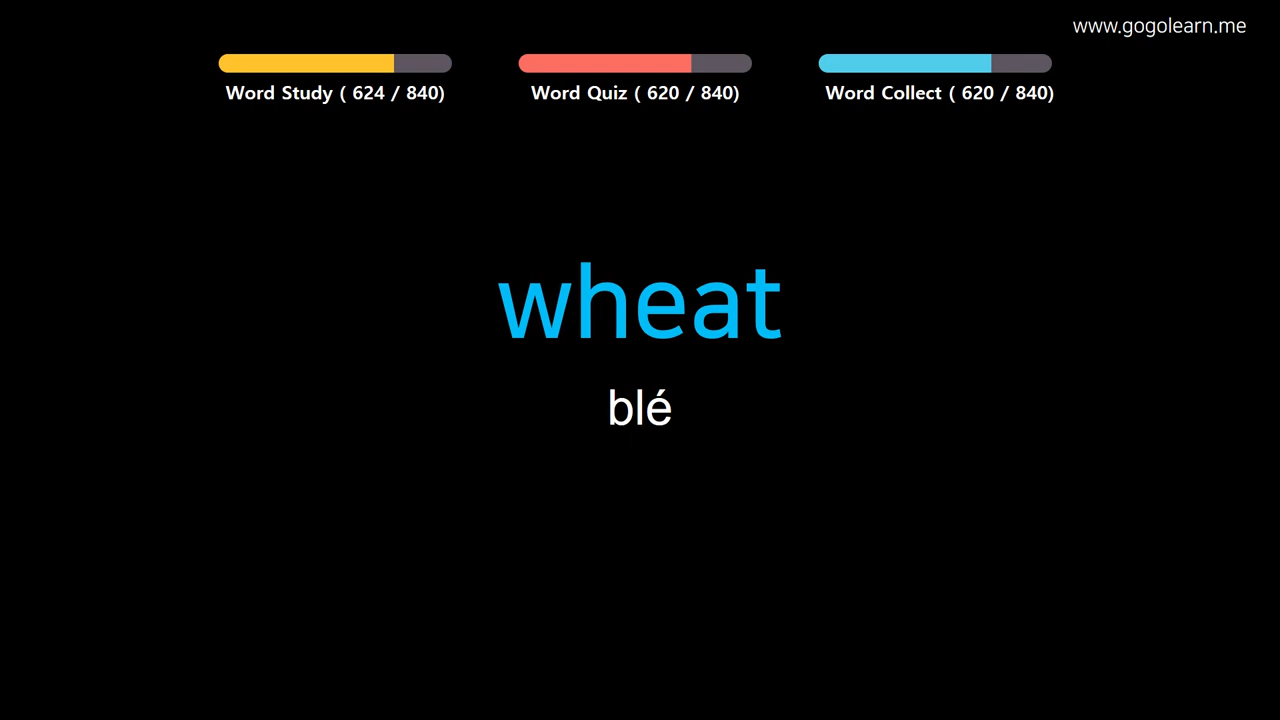 www.gogolearn.me
Word Study ( 624 / 840)
Word Quiz ( 620 / 840)
Word Collect ( 620 / 840)
wheat
blé